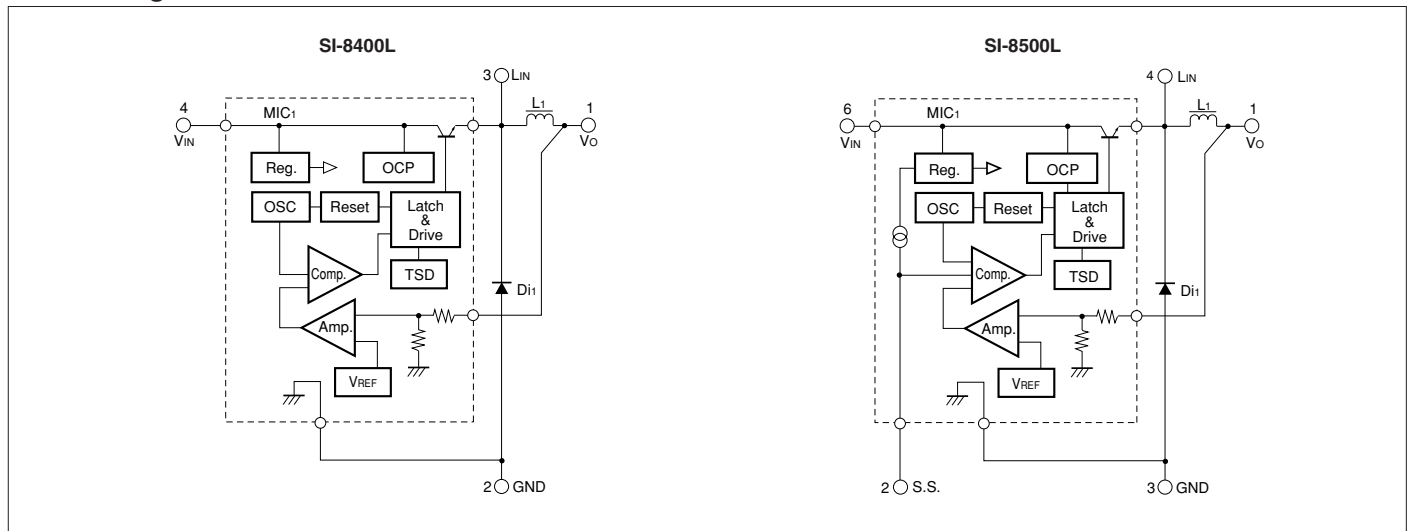 SI-8400L
3 LIN
4
VIN
MIC1
L1
1
VO
Reg.
OCP
OSC
Reset
Latch
&
Drive
Comp.
TSD
Di1
Amp.
VREF
2 GND
SI-8500L
4 LIN
6
VIN
MIC1
L1
1
VO
Reg.
OCP
OSC
Reset
Latch
&
Drive
Comp.
TSD
Di1
Amp.
VREF
2 S.S.
3 GND